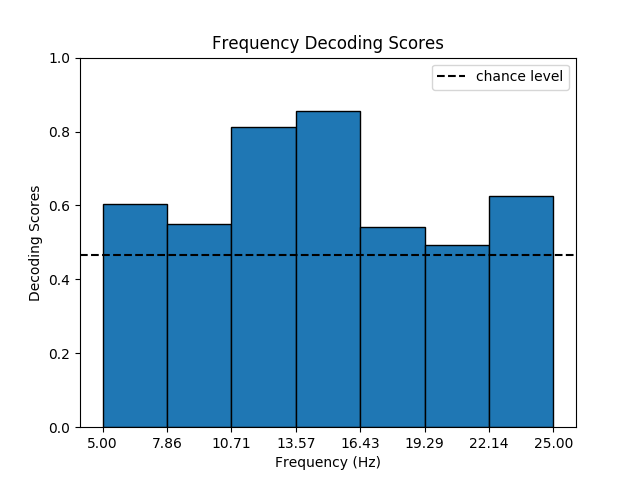 Frequency Decoding Scores
chance level
Decoding Scores
1.0
0.8
0.6
0.4
0.2
0.0
5.00 7.86 10.71 13.57 16.43 19.29 22.14 25.00
Frequency (Hz)